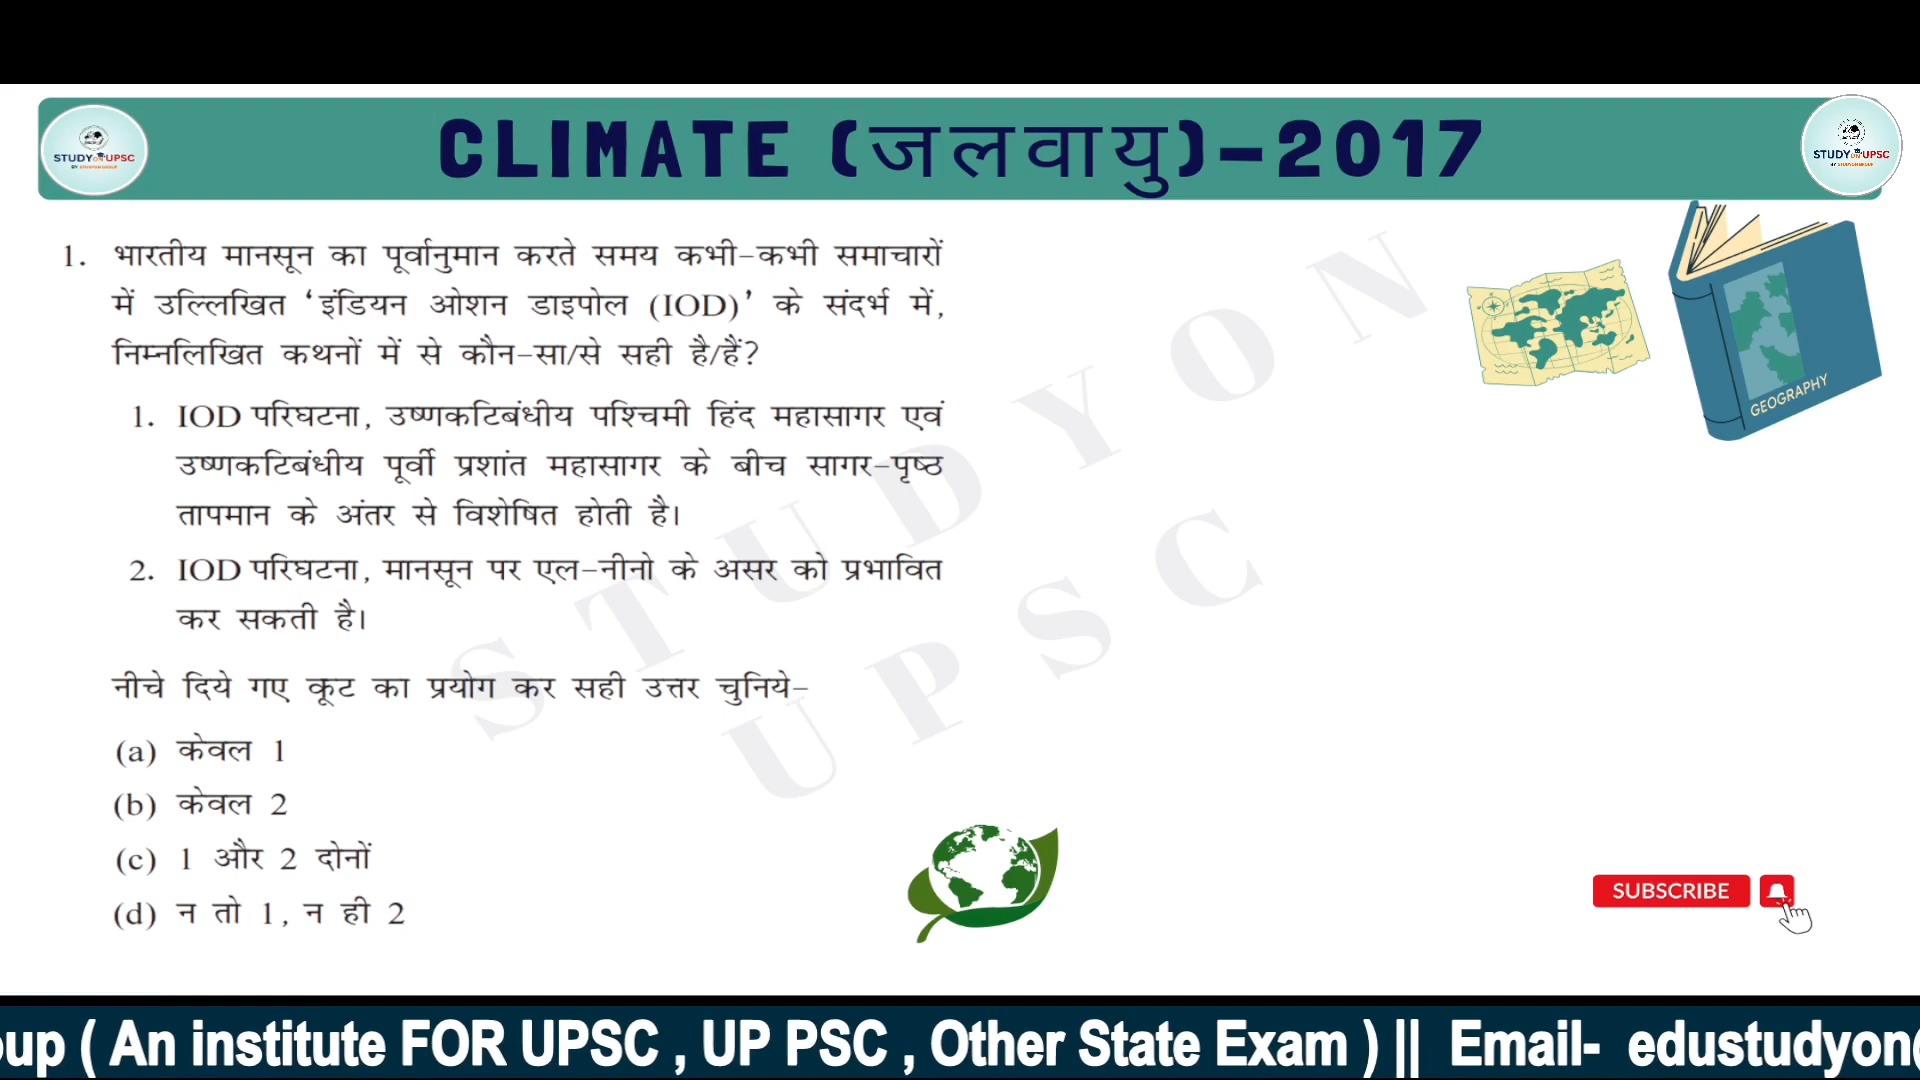 CLIMATE (जलवायु)-2017
STUDY ON UPSC
STUDY ON UPSC
1. भारतीय मानसून का पूर्वानुमान करते समय कभी-कभी समाचारों
में उल्लिखित ‘इंडियन ओशन डाइपोल (IOD)’ के संदर्भ में,
निम्नलिखित कथनों में से कौन-सा/से सही है/हैं?
1. IOD परिघटना, उष्णकटिबंधीय पश्चिमी हिंद महासागर एवं
उष्णकटिबंधीय पूर्वी प्रशांत महासागर के बीच सागर-पृष्ठ
तापमान के अंतर से विशेषित होती है।
2. IOD परिघटना, मानसून पर एल-नीनो के असर को प्रभावित
कर सकती है।
नीचे दिये गए कूट का प्रयोग कर सही उत्तर चुनिये-
(a) केवल 1
(b) केवल 2
(c) 1 और 2 दोनों
(d) न तो 1, न ही 2
STUDYON
UPSC
GEOGRAPHY
SUBSCRIBE
oup ( An institute FOR UPSC , UP PSC , Other State Exam ) || Email- edustudyon